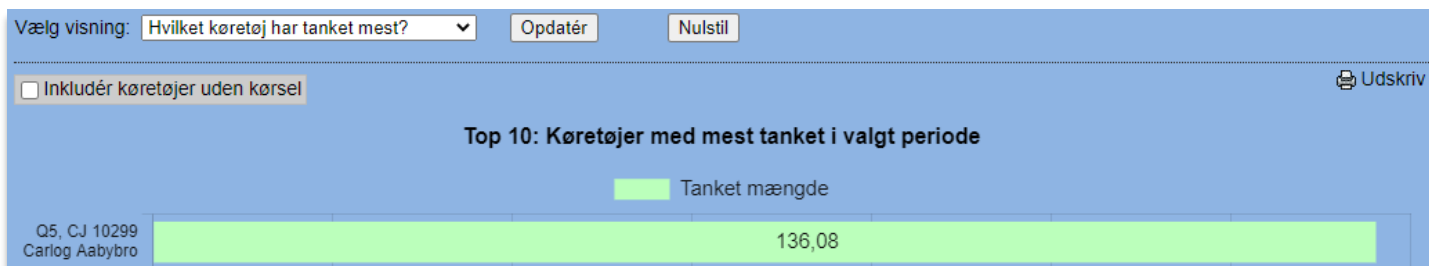 Vælg visning: Hvilket køretøj har tanket mest? Opdatér Nulstil
Udskriv
Inkludér køretøjer uden kørsel
Top 10: Køretøjer med mest tanket i valgt periode
Tanket mængde
Q5, CJ 10299
Carlog Aabybro
136,08